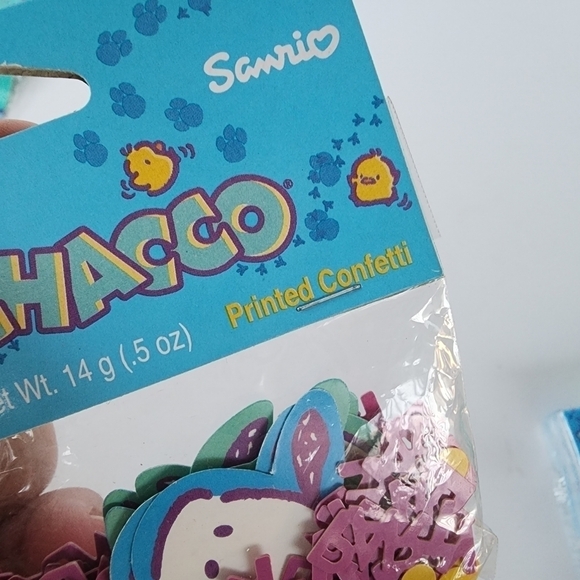 Sanrio
HACCO®
Printed Confetti
et Wt. 14 g (.5 oz)